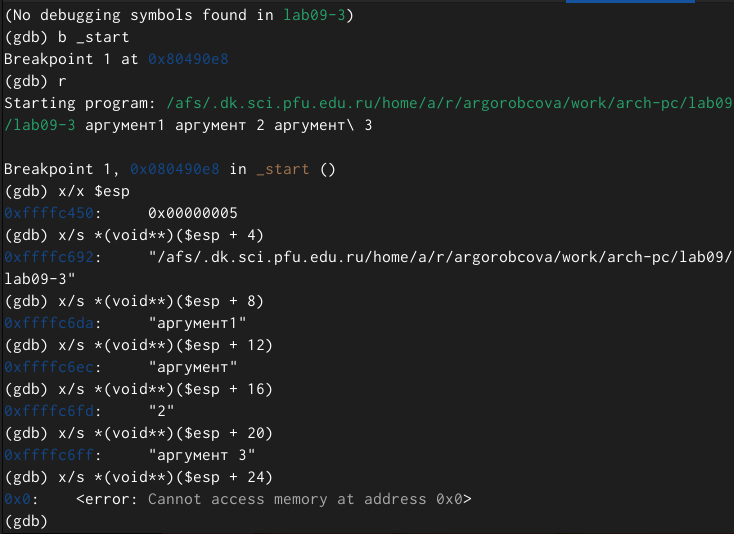 (No debugging symbols found in lab09-3)
(gdb) b _start
Breakpoint 1 at 0x80490e8
(gdb) r
Starting program: /afs/.dk.sci.pfu.edu.ru/home/a/r/argorobcova/work/arch-pc/lab09
/lab09-3 аргумент1 аргумент 2 аргумент\ 3

Breakpoint 1, 0x080490e8 in _start ()
(gdb) x/x $esp
0xffffc450:     0x00000005
(gdb) x/s *(void**)($esp + 4)
0xffffc692:     "/afs/.dk.sci.pfu.edu.ru/home/a/r/argorobcova/work/arch-pc/lab09/
lab09-3"
(gdb) x/s *(void**)($esp + 8)
0xffffc6da:     "аргумент1"
(gdb) x/s *(void**)($esp + 12)
0xffffc6ec:     "аргумент"
(gdb) x/s *(void**)($esp + 16)
0xffffc6fd:     "2"
(gdb) x/s *(void**)($esp + 20)
0xffffc6ff:     "аргумент 3"
(gdb) x/s *(void**)($esp + 24)
0x0:    <error: Cannot access memory at address 0x0>
(gdb)